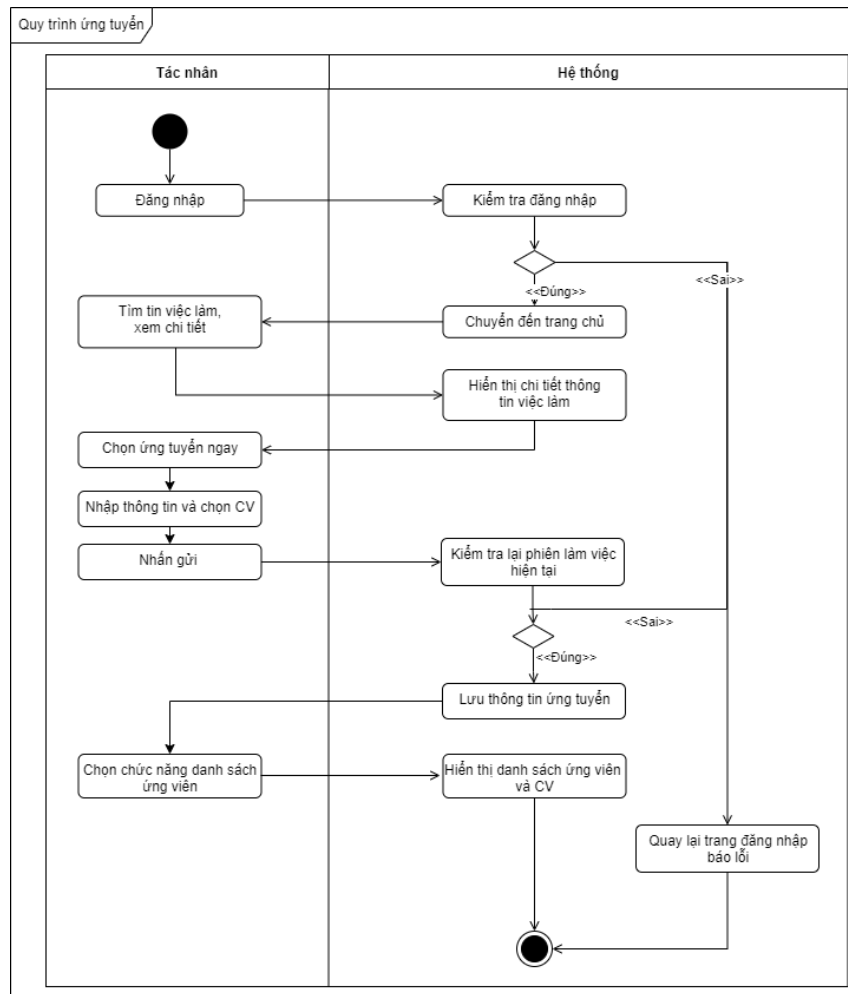 Quy trình ứng tuyển
Tác nhân
Hệ thống
Đăng nhập
Kiểm tra đăng nhập
<<Sai>>
<<Đúng>>
Tìm tin việc làm,
xem chi tiết
Chuyển đến trang chủ
Hiển thị chi tiết thông
tin việc làm
Chọn ứng tuyển ngay
Nhập thông tin và chọn CV
Nhấn gửi
Kiểm tra lại phiên làm việc
hiện tại
<<Sai>>
<<Đúng>>
Lưu thông tin ứng tuyển
Chọn chức năng danh sách
ứng viên
Hiển thị danh sách ứng viên
và CV
Quay lại trang đăng nhập
báo lỗi